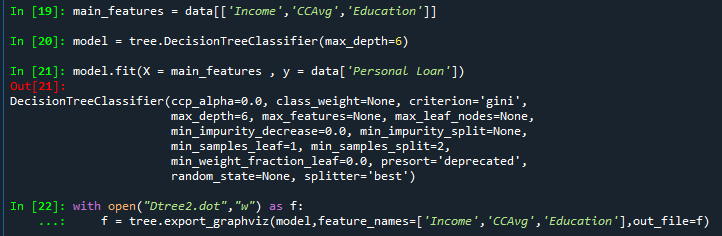 In [19]: main_features = data[['Income','CCAvg','Education']]
In [20]: model = tree.DecisionTreeClassifier(max_depth=6)
In [21]: model.fit(X = main_features , y = data['Personal Loan'])
Out[21]:
DecisionTreeClassifier(ccp_alpha=0.0, class_weight=None, criterion='gini',
max_depth=6, max_features=None, max_leaf_nodes=None,
min_impurity_decrease=0.0, min_impurity_split=None,
min_samples_leaf=1, min_samples_split=2,
min_weight_fraction_leaf=0.0, presort='deprecated',
random_state=None, splitter='best')
In [22]: with open("Dtree2.dot","w") as f:
...: f = tree.export_graphviz(model,feature_names=['Income','CCAvg','Education'],out_file=f)